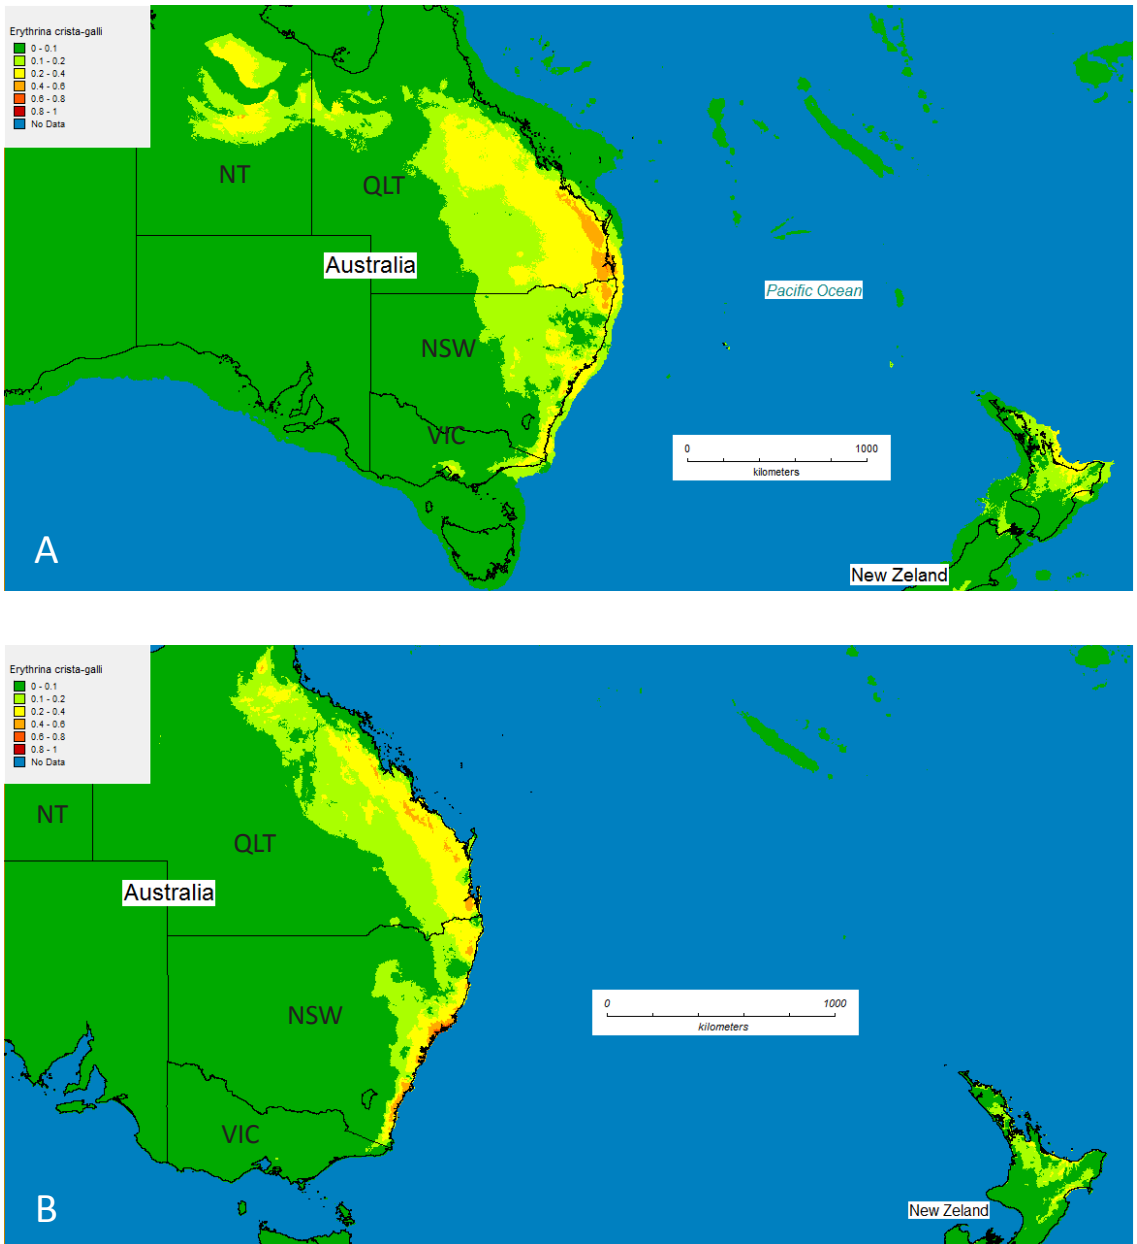 Erythrina crista-galli
0 - 0.1
0.1 - 0.2
0.2 - 0.4
0.4 - 0.6
0.6 - 0.8
0.8 - 1
No Data
NT
QLT
Australia
Pacific Ocean
NSW
VIC
0 1000
kilometers
A
New Zeland
Erythrina crista-galli
0 - 0.1
0.1 - 0.2
0.2 - 0.4
0.4 - 0.6
0.6 - 0.8
0.8 - 1
No Data
NT
QLT
Australia
0 1000
kilometers
NSW
VIC
B
New Zeland